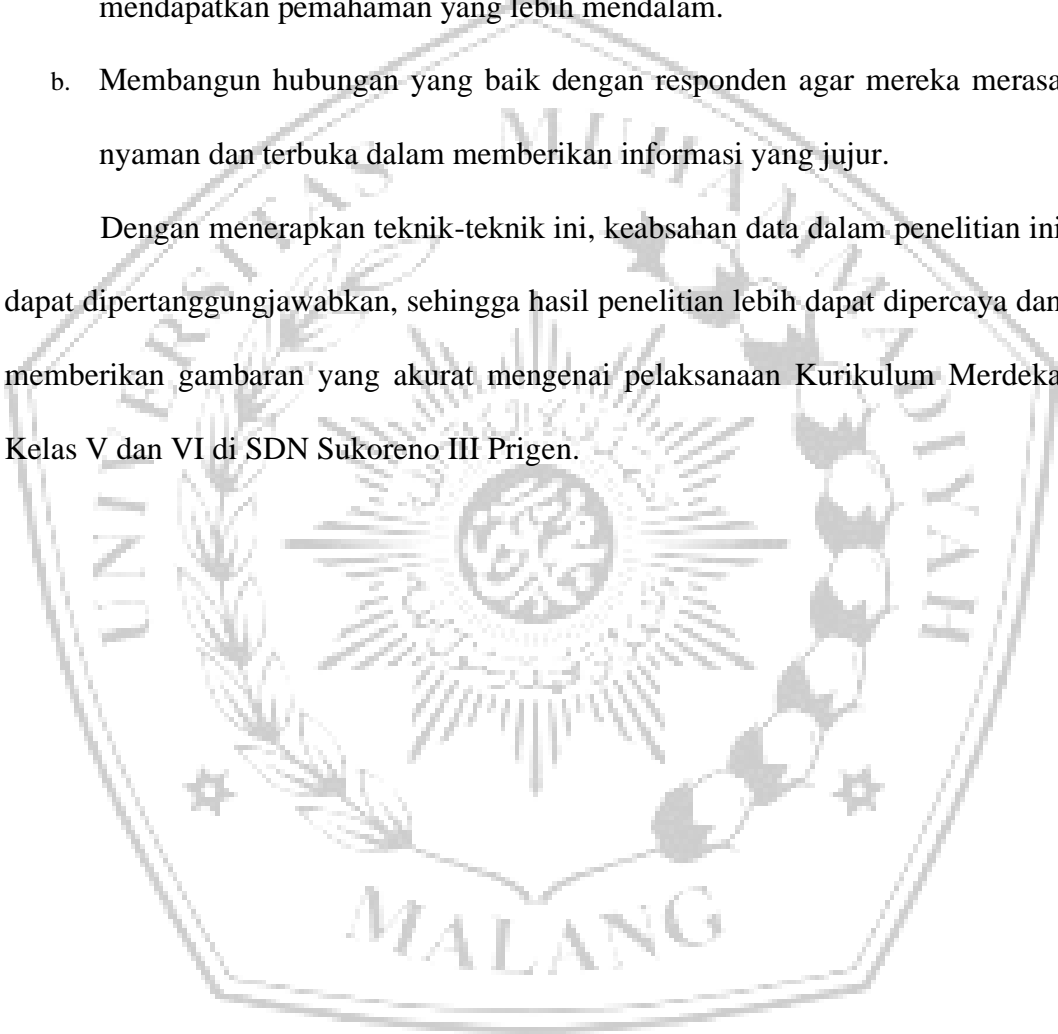 mendapatkan pemahaman yang lebih mendalam.
b. Membangun hubungan yang baik dengan responden agar mereka merasa
nyaman dan terbuka dalam memberikan informasi yang jujur.
Dengan menerapkan teknik-teknik ini, keabsahan data dalam penelitian ini
dapat dipertanggungjawabkan, sehingga hasil penelitian lebih dapat dipercaya dan
memberikan gambaran yang akurat mengenai pelaksanaan Kurikulum Merdeka
Kelas V dan VI di SDN Sukoreno III Prigen.
UNIVERSITAS MUHAMMADIYAH
MALANG